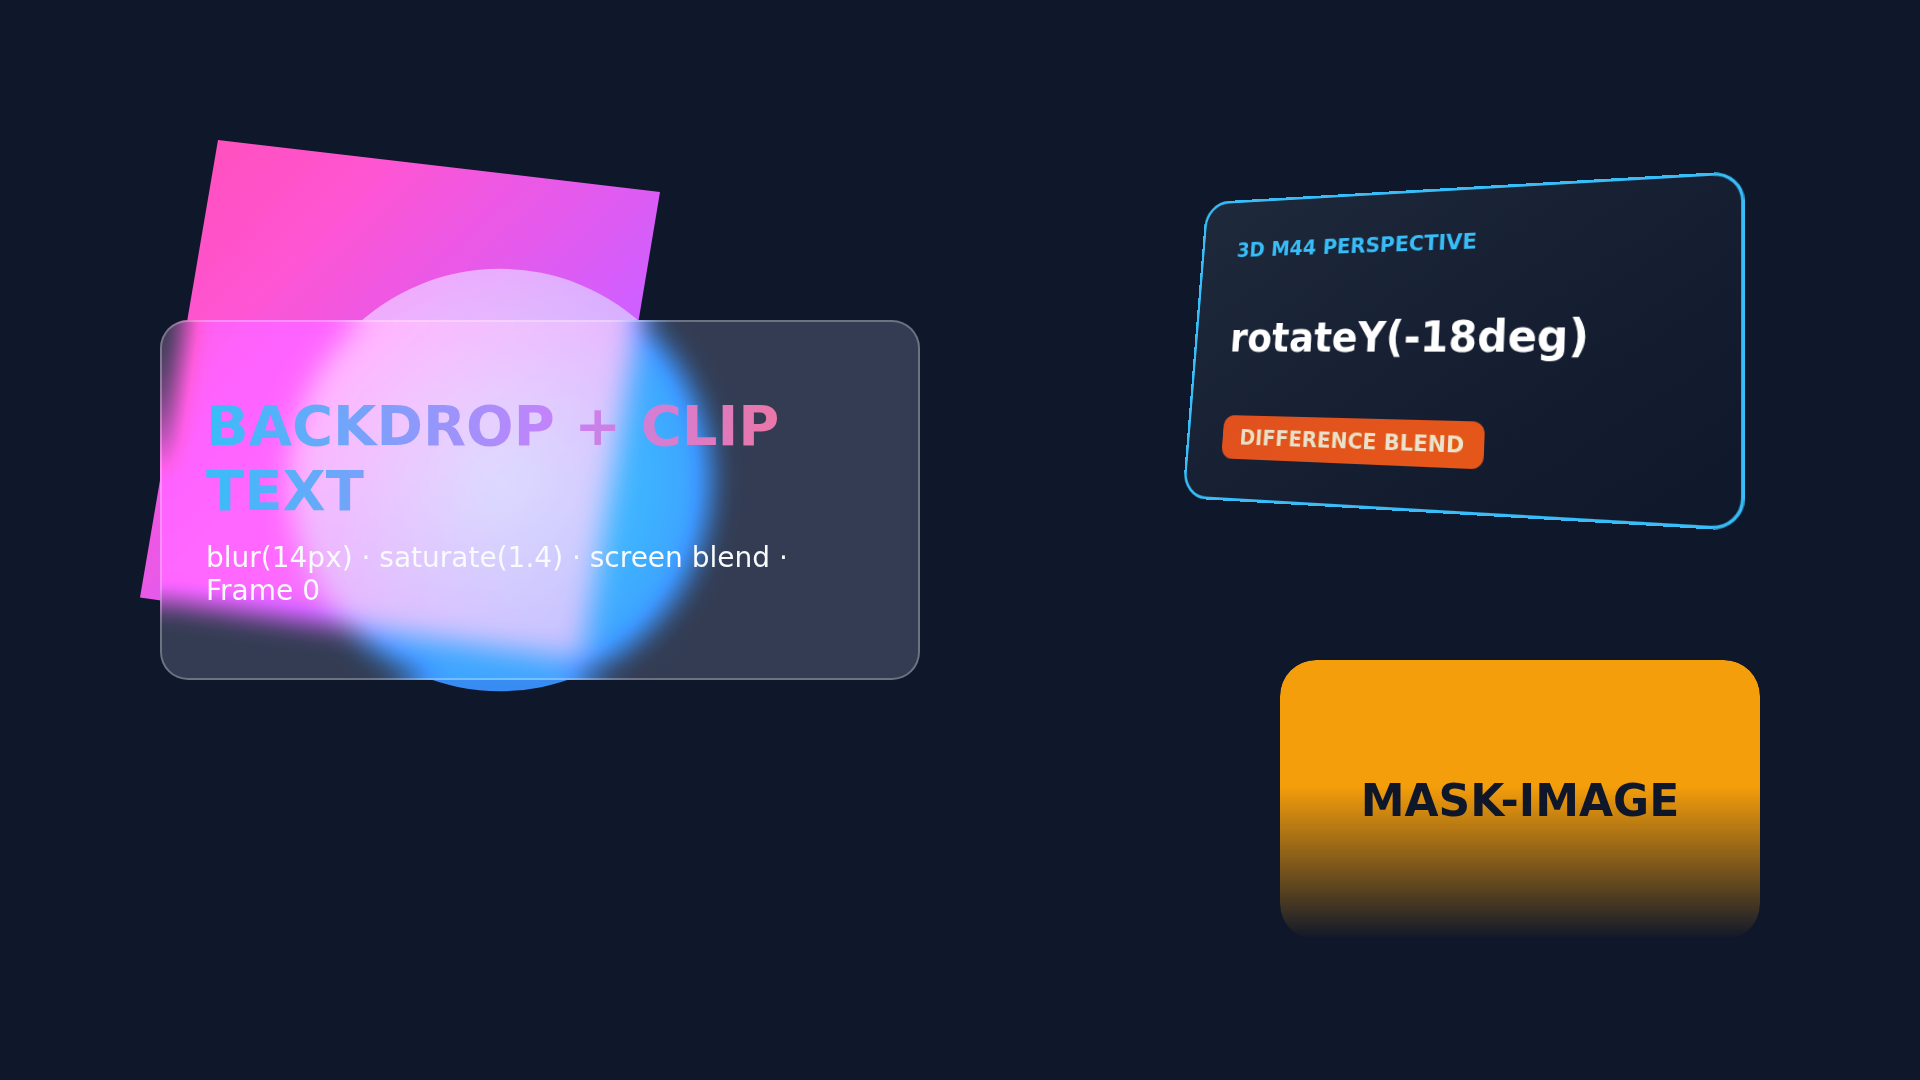 BACKDROP + CLIP
TEXT
blur(14px) · saturate(1.4) · screen blend ·
Frame 0
3D M44 PERSPECTIVE
rotateY(-18deg)
DIFFERENCE BLEND
MASK-IMAGE